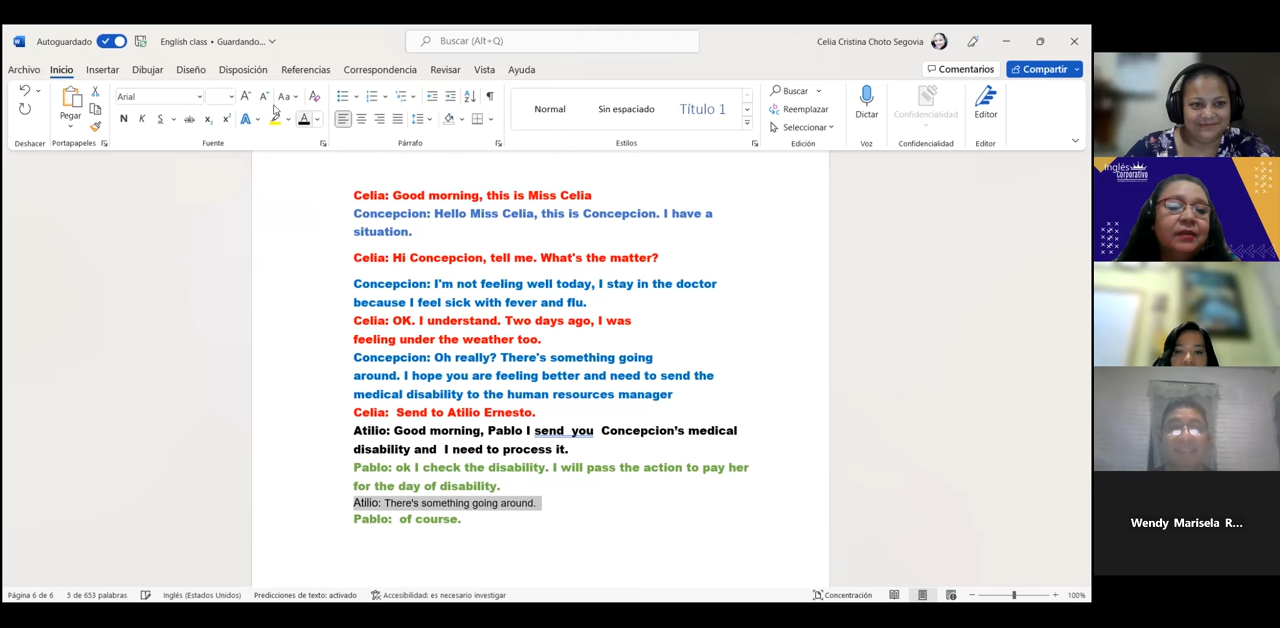 Autoguardado
English class • Guardando...
Buscar (Alt+Q)
Celia Cristina Choto Segovia
Archivo Inicio Insertar Dibujar Diseño Disposición Referencias Correspondencia Revisar Vista Ayuda
Comentarios
Compartir
Pegar
Arial
Normal
Sin espaciado
Título 1
Buscar
Reemplazar
Seleccionar
Dictar
Confidencialidad
Editor
Deshacer
Portapapeles
Fuente
Párrafo
Estilos
Edición
Voz
Confidencialidad
Editor
Celia: Good morning, this is Miss Celia
Concepcion: Hello Miss Celia, this is Concepcion. I have a
situation.
Celia: Hi Concepcion, tell me. What's the matter?
Concepcion: I'm not feeling well today, I stay in the doctor
because I feel sick with fever and flu.
Celia: OK. I understand. Two days ago, I was
feeling under the weather too.
Concepcion: Oh really? There's something going
around. I hope you are feeling better and need to send the
medical disability to the human resources manager
Celia: Send to Atilio Ernesto.
Atilio: Good morning, Pablo I send you Concepcion's medical
disability and I need to process it.
Pablo: ok I check the disability. I will pass the action to pay her
for the day of disability.
Atilio: There's something going around.
Pablo: of course.
Inglés
Corporativo
Wendy Marisela R...
Página 6 de 6
5 de 653 palabras
Inglés (Estados Unidos)
Predicciones de texto: activado
Accesibilidad: es necesario investigar
Concentración
100%